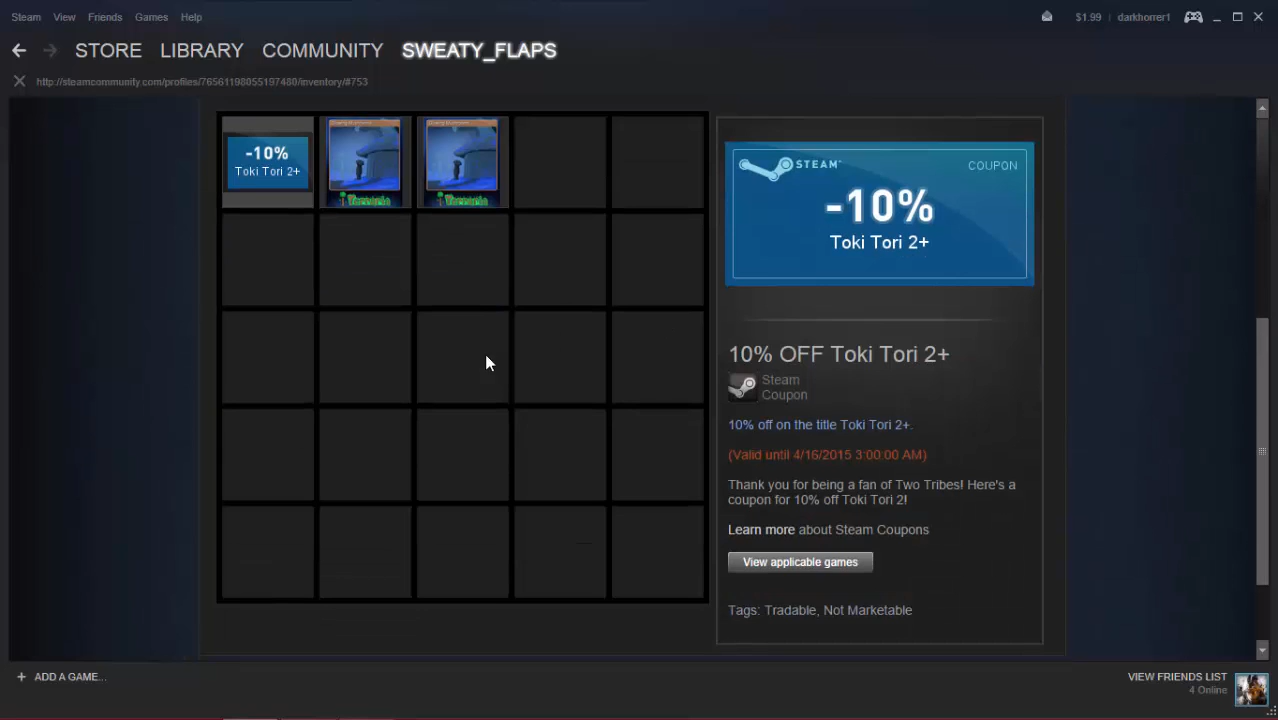 Steam View Friends Games Help $1.99 darkhorrer1
STORE LIBRARY COMMUNITY SWEATY_FLAPS
http://steamcommunity.com/profiles/76561198055197480/inventory/#753
-10%
Toki Tori 2+
Terraria
Terraria
STEAM COUPON
-10%
Toki Tori 2+
10% OFF Toki Tori 2+
Steam
Coupon
10% off on the title Toki Tori 2+.
(Valid until 4/16/2015 3:00:00 AM)
Thank you for being a fan of Two Tribes! Here's a
coupon for 10% off Toki Tori 2!
Learn more about Steam Coupons
View applicable games
Tags: Tradable, Not Marketable
+ ADD A GAME...
VIEW FRIENDS LIST
4 Online